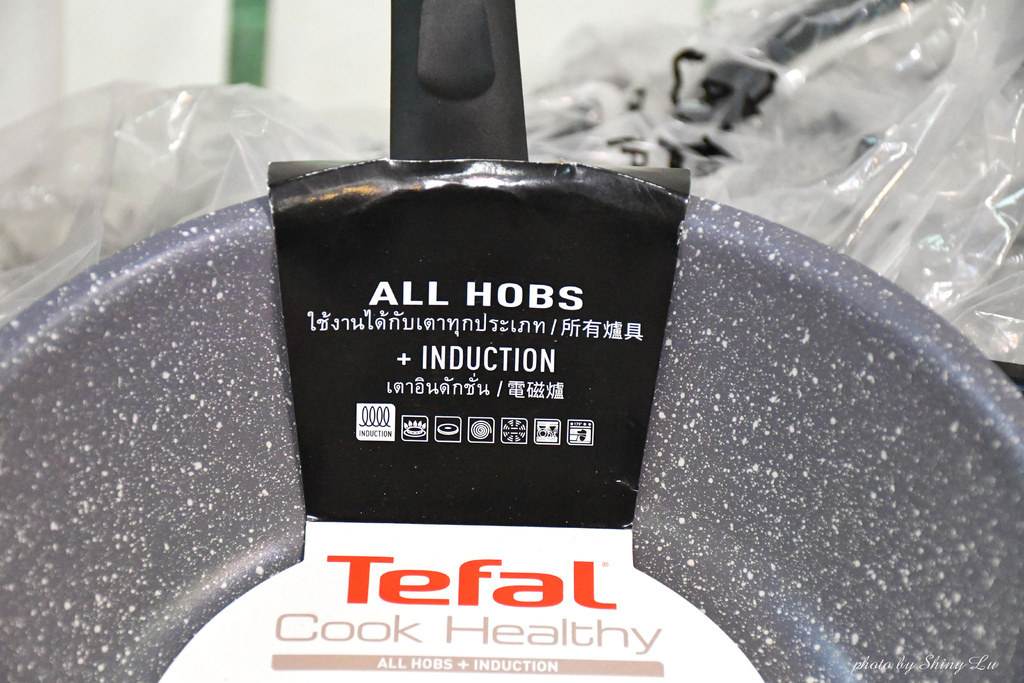 ALL HOBS
ใช้งานได้กับเตาทุกประเภท / 所有爐具
+ INDUCTION
เตาอินดักชั่น / 電磁爐
INDUCTION
Tefal®
Cook Healthy
ALL HOBS + INDUCTION
photo by Shiny Lu